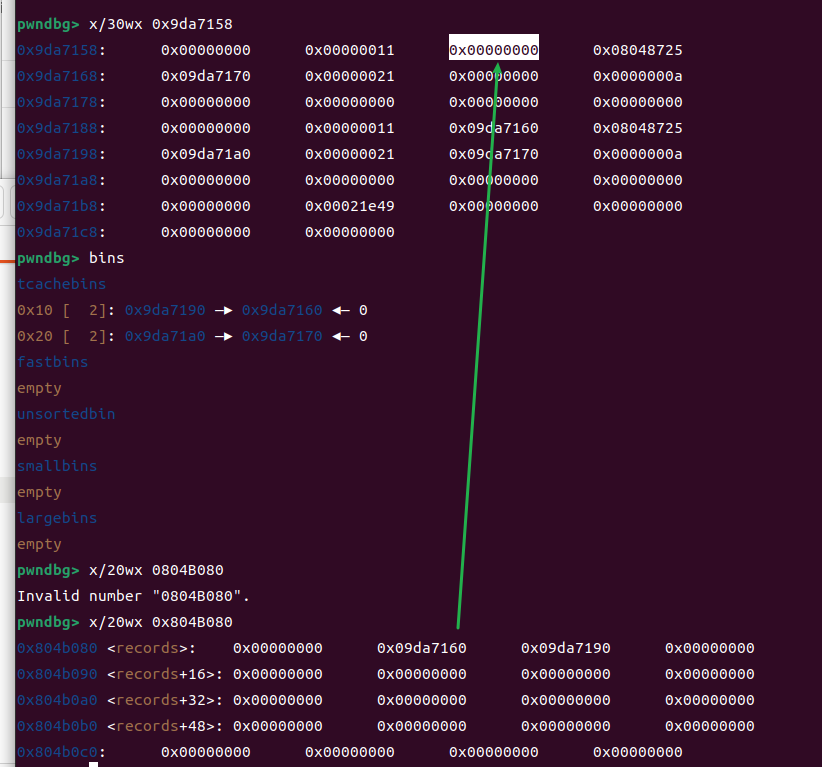 pwndbg> x/30wx 0x9da7158
0x9da7158: 0x00000000 0x00000011 0x00000000 0x08048725
0x9da7168: 0x09da7170 0x00000021 0x00000000 0x0000000a
0x9da7178: 0x00000000 0x00000000 0x00000000 0x00000000
0x9da7188: 0x00000000 0x00000011 0x09da7160 0x08048725
0x9da7198: 0x09da71a0 0x00000021 0x09da7170 0x0000000a
0x9da71a8: 0x00000000 0x00000000 0x00000000 0x00000000
0x9da71b8: 0x00000000 0x00021e49 0x00000000 0x00000000
0x9da71c8: 0x00000000 0x00000000
pwndbg> bins
tcachebins
0x10 [  2]: 0x9da7190 —▸ 0x9da7160 ◂— 0
0x20 [  2]: 0x9da71a0 —▸ 0x9da7170 ◂— 0
fastbins
empty
unsortedbin
empty
smallbins
empty
largebins
empty
pwndbg> x/20wx 0804B080
Invalid number "0804B080".
pwndbg> x/20wx 0x804B080
0x804b080 <records>: 0x00000000 0x09da7160 0x09da7190 0x00000000
0x804b090 <records+16>: 0x00000000 0x00000000 0x00000000 0x00000000
0x804b0a0 <records+32>: 0x00000000 0x00000000 0x00000000 0x00000000
0x804b0b0 <records+48>: 0x00000000 0x00000000 0x00000000 0x00000000
0x804b0c0: 0x00000000 0x00000000 0x00000000 0x00000000